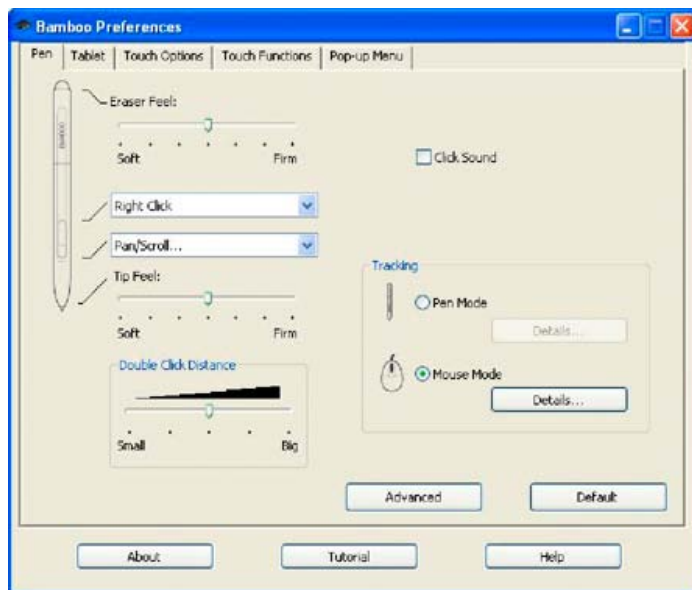 Bamboo Preferences
Pen Tablet Touch Options Touch Functions Pop-up Menu
BAMBOO
Eraser Feel:
Soft Firm
Click Sound
Right Click
Pan/Scroll...
Tip Feel:
Soft Firm
Tracking
Pen Mode
Details...
Mouse Mode
Details...
Double Click Distance
Small Big
Advanced Default
About Tutorial Help